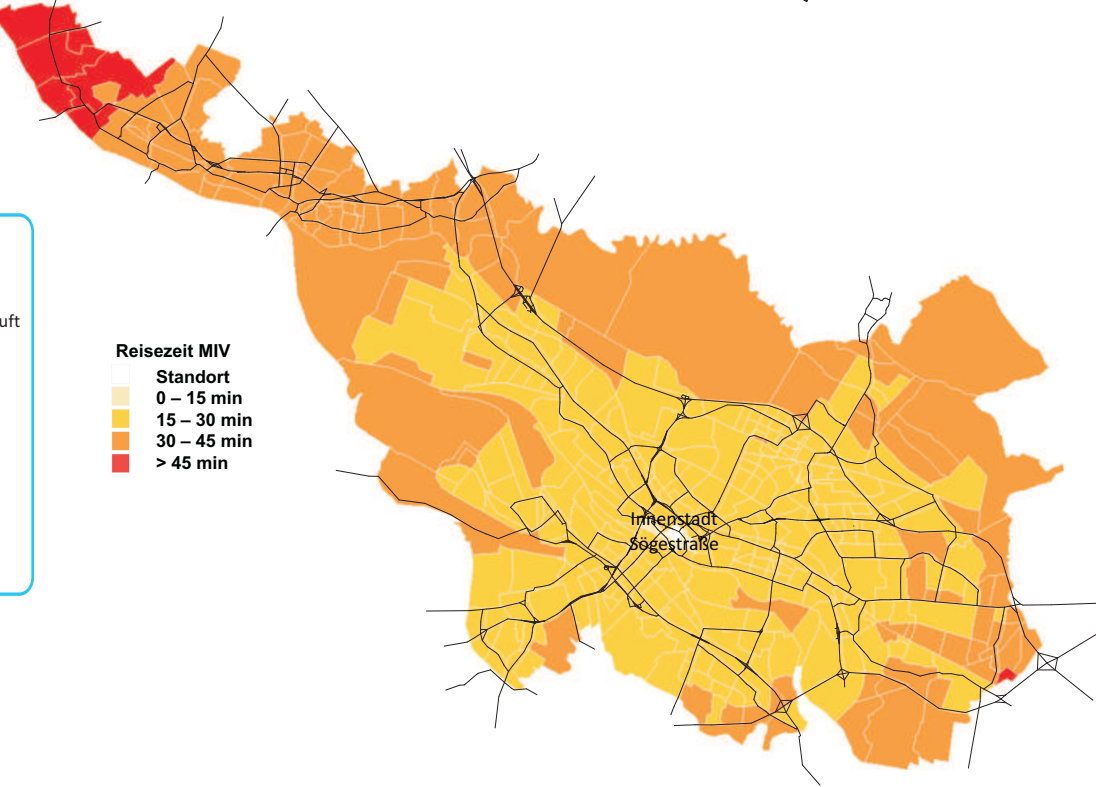 uft
Reisezeit MIV
Standort
0 – 15 min
15 – 30 min
30 – 45 min
> 45 min
Innenstadt
Sögestraße